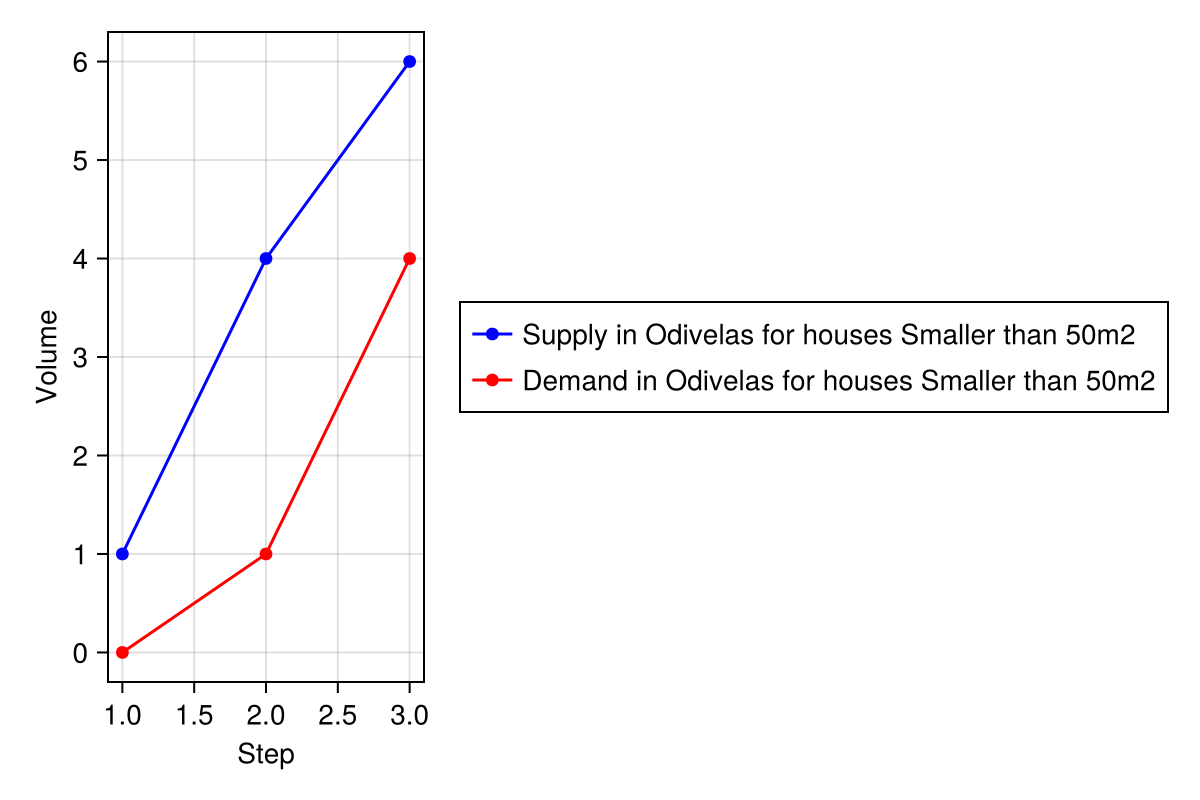 6
5
4
3
2
1
0
Volume
1.0 1.5 2.0 2.5 3.0
Step
Supply in Odivelas for houses Smaller than 50m2
Demand in Odivelas for houses Smaller than 50m2